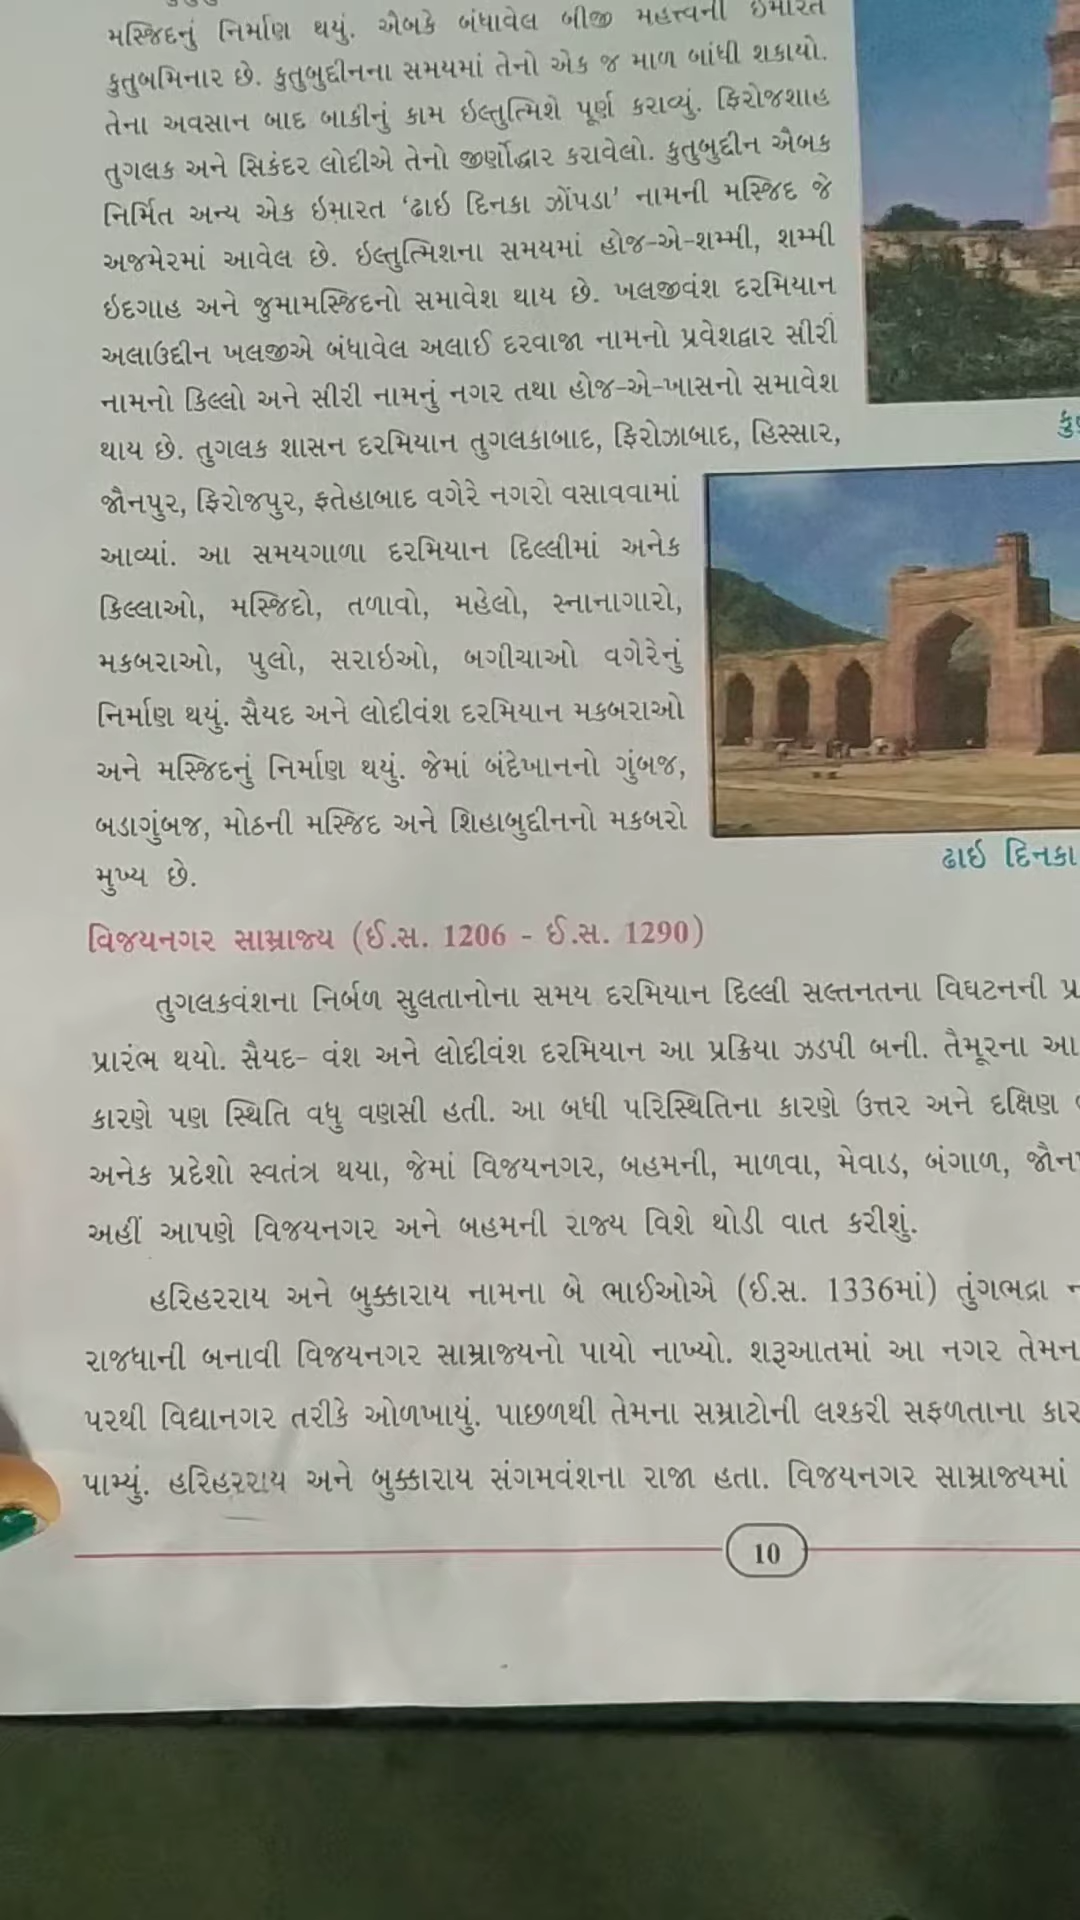 મસ્જિદનું નિર્માણ થયું. ઐબકે બંધાવેલ બીજી મહત્ત્વની ઇમારત
કુતુબમિનાર છે. કુતુબુદ્દીનના સમયમાં તેનો એક જ માળ બાંધી શકાયો.
તેના અવસાન બાદ બાકીનું કામ ઇલ્તુત્મિશે પૂર્ણ કરાવ્યું. ફિરોજશાહ
તુગલક અને સિકંદર લોદીએ તેનો જીર્ણોદ્ધાર કરાવેલો. કુતુબુદ્દીન ઐબક
નિર્મિત અન્ય એક ઇમારત ‘ઢાઇ દિનકા ઝોંપડા’ નામની મસ્જિદ જે
અજમેરમાં આવેલ છે. ઇલ્તુત્મિશના સમયમાં હોજ-એ-શમ્મી, શમ્મી
ઇદગાહ અને જુમામસ્જિદનો સમાવેશ થાય છે. ખલજીવંશ દરમિયાન
અલાઉદ્દીન ખલજીએ બંધાવેલ અલાઈ દરવાજા નામનો પ્રવેશદ્વાર સીરી
નામનો કિલ્લો અને સીરી નામનું નગર તથા હોજ-એ-ખાસનો સમાવેશ
થાય છે. તુગલક શાસન દરમિયાન તુગલકાબાદ, ફિરોઝાબાદ, હિસ્સાર,
જૌનપુર, ફિરોજપુર, ફતેહાબાદ વગેરે નગરો વસાવવામાં
આવ્યાં. આ સમયગાળા દરમિયાન દિલ્લીમાં અનેક
કિલ્લાઓ, મસ્જિદો, તળાવો, મહેલો, સ્નાનાગારો,
મકબરાઓ, પુલો, સરાઇઓ, બગીચાઓ વગેરેનું
નિર્માણ થયું. સૈયદ અને લોદીવંશ દરમિયાન મકબરાઓ
અને મસ્જિદનું નિર્માણ થયું. જેમાં બંદેખાનનો ગુંબજ,
બડાગુંબજ, મોઠની મસ્જિદ અને શિહાબુદ્દીનનો મકબરો
મુખ્ય છે.
ઢાઇ દિનકા
વિજયનગર સામ્રાજ્ય (ઈ.સ. 1206 - ઈ.સ. 1290)
તુગલકવંશના નિર્બળ સુલતાનોના સમય દરમિયાન દિલ્લી સલ્તનતના વિઘટનની પ્ર
પ્રારંભ થયો. સૈયદ- વંશ અને લોદીવંશ દરમિયાન આ પ્રક્રિયા ઝડપી બની. તૈમૂરના આ
કારણે પણ સ્થિતિ વધુ વણસી હતી. આ બધી પરિસ્થિતિના કારણે ઉત્તર અને દક્ષિણ
અનેક પ્રદેશો સ્વતંત્ર થયા, જેમાં વિજયનગર, બહમની, માળવા, મેવાડ, બંગાળ, જૌન
અહીં આપણે વિજયનગર અને બહમની રાજ્ય વિશે થોડી વાત કરીશું.
હરિહરરાય અને બુક્કારાય નામના બે ભાઈઓએ (ઈ.સ. 1336માં) તુંગભદ્રા ન
રાજધાની બનાવી વિજયનગર સામ્રાજ્યનો પાયો નાખ્યો. શરૂઆતમાં આ નગર તેમન
પરથી વિદ્યાનગર તરીકે ઓળખાયું. પાછળથી તેમના સમ્રાટોની લશ્કરી સફળતાના કાર
પામ્યું. હરિહરરાય અને બુક્કારાય સંગમવંશના રાજા હતા. વિજયનગર સામ્રાજ્યમાં
10